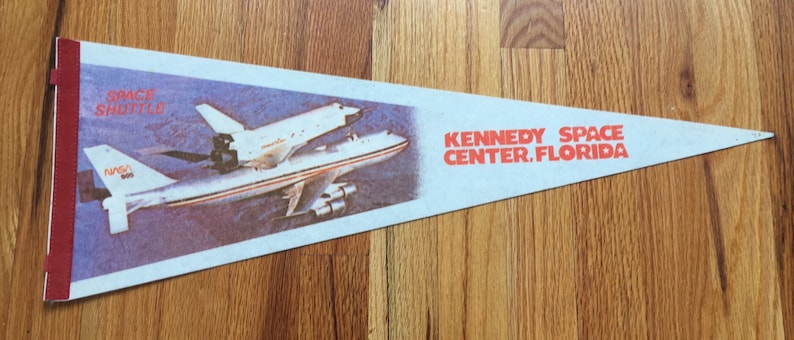 SPACE
SHUTTLE
NASA
905
KENNEDY SPACE
CENTER, FLORIDA